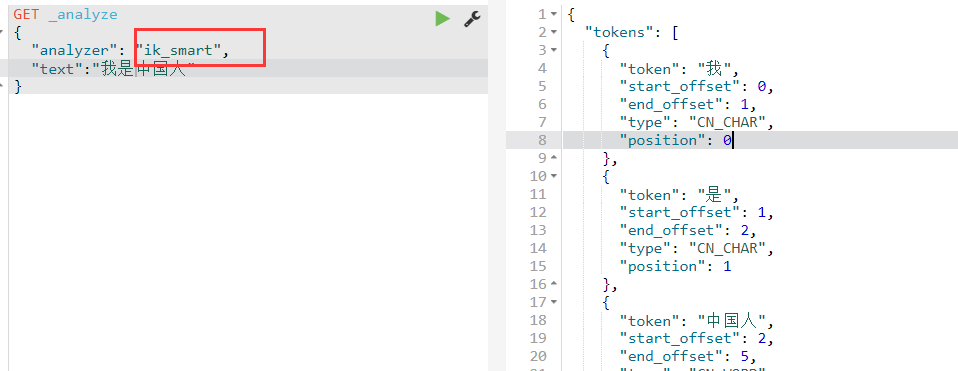 GET _analyze
{
"analyzer": "ik_smart",
"text":"我是中国人"
}
1 {
2 "tokens": [
3 {
4 "token": "我",
5 "start_offset": 0,
6 "end_offset": 1,
7 "type": "CN_CHAR",
8 "position": 0
9 },
10 {
11 "token": "是",
12 "start_offset": 1,
13 "end_offset": 2,
14 "type": "CN_CHAR",
15 "position": 1
16 },
17 {
18 "token": "中国人",
19 "start_offset": 2,
20 "end_offset": 5,